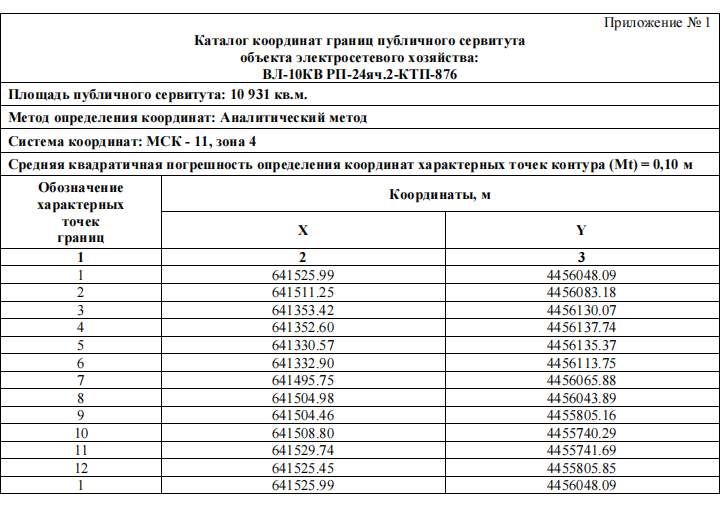 Приложение № 1
Каталог координат границ публичного сервитута
объекта электросетевого хозяйства:
ВЛ-10КВ РП-24яч.2-КТП-876
Площадь публичного сервитута: 10 931 кв.м.
Метод определения координат: Аналитический метод
Система координат: МСК - 11, зона 4
Средняя квадратичная погрешность определения координат характерных точек контура (Mt) = 0,10 м
Обозначение
характерных
точек
границ
Координаты, м
X Y
1 2 3
1 641525.99 4456048.09
2 641511.25 4456083.18
3 641353.42 4456130.07
4 641352.60 4456137.74
5 641330.57 4456135.37
6 641332.90 4456113.75
7 641495.75 4456065.88
8 641504.98 4456043.89
9 641504.46 4455805.16
10 641508.80 4455740.29
11 641529.74 4455741.69
12 641525.45 4455805.85
1 641525.99 4456048.09